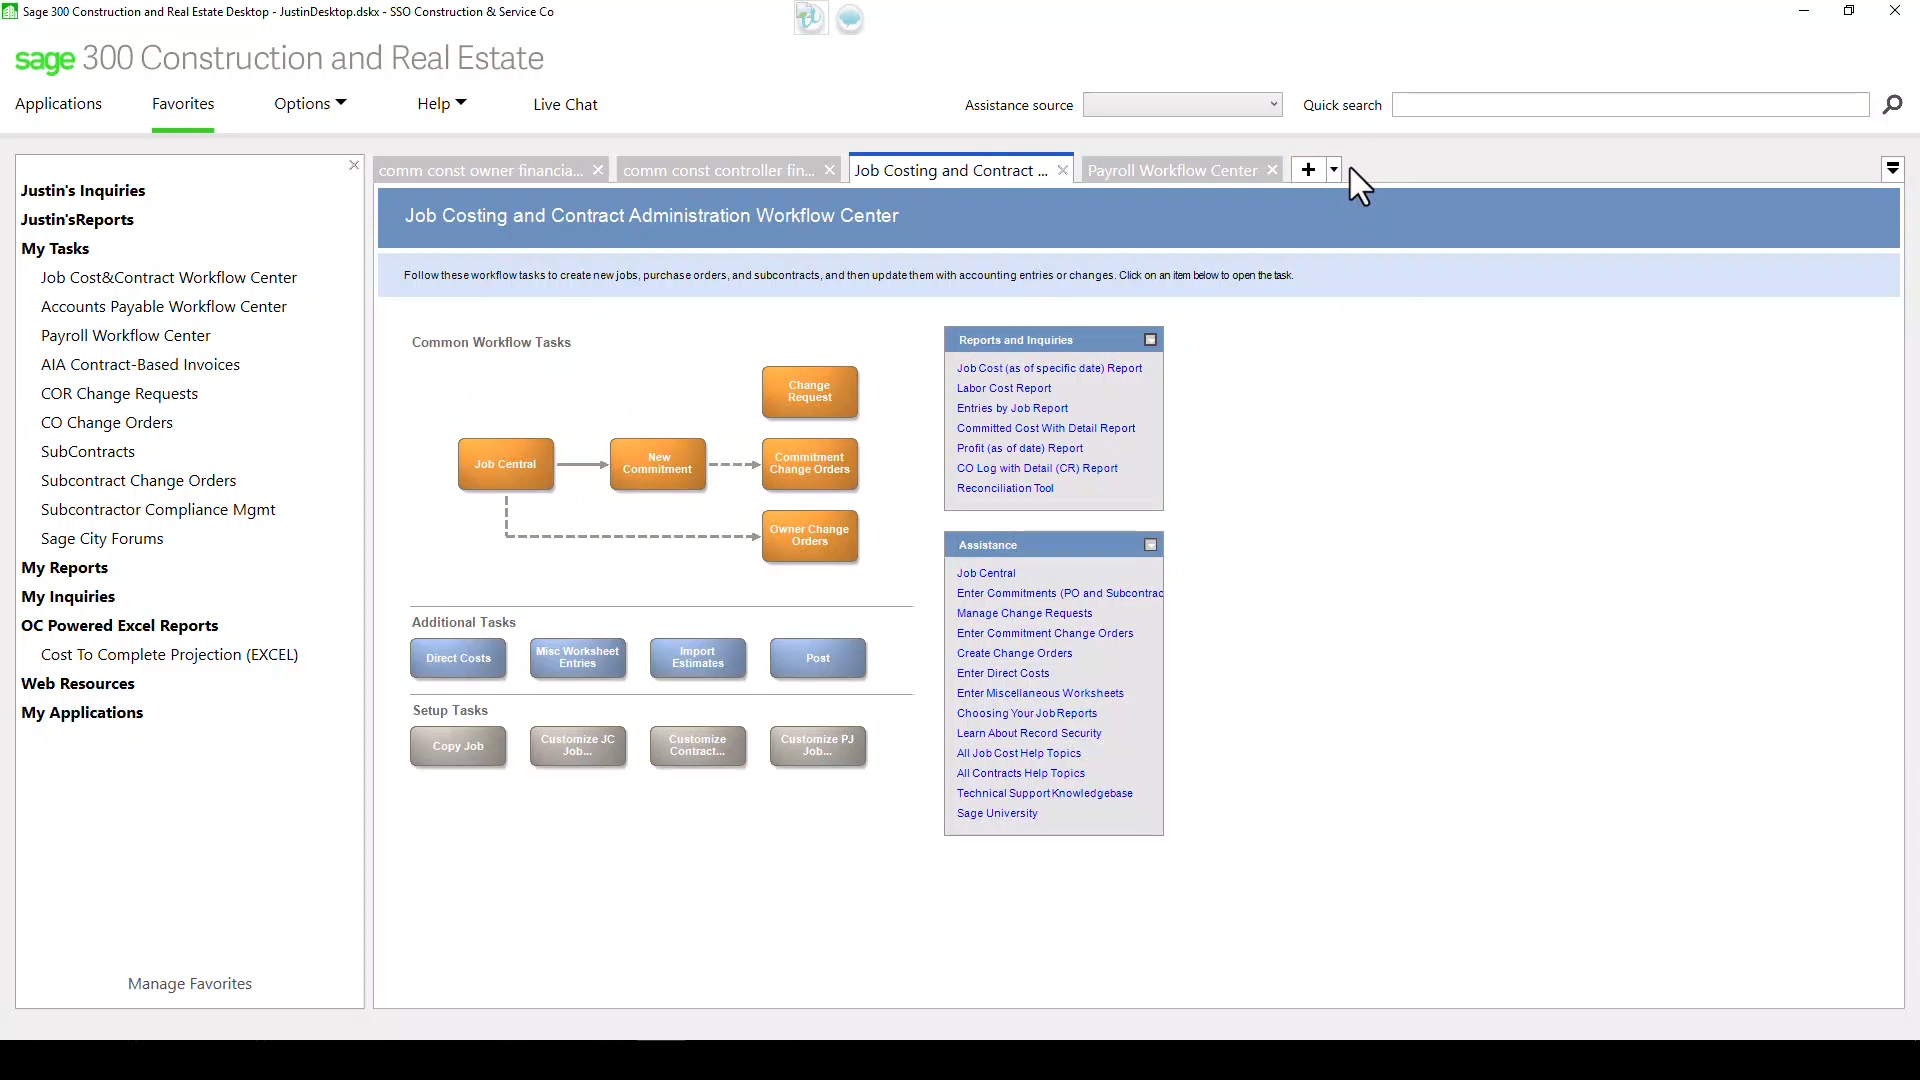 Sage 300 Construction and Real Estate Desktop - JustinDesktop.dskx - SSO Construction & Service Co
sage 300 Construction and Real Estate
Applications
Favorites
Options
Help
Live Chat
Assistance source
Quick search
Justin's Inquiries
Justin'sReports
My Tasks
Job Cost&Contract Workflow Center
Accounts Payable Workflow Center
Payroll Workflow Center
AIA Contract-Based Invoices
COR Change Requests
CO Change Orders
SubContracts
Subcontract Change Orders
Subcontractor Compliance Mgmt
Sage City Forums
My Reports
My Inquiries
OC Powered Excel Reports
Cost To Complete Projection (EXCEL)
Web Resources
My Applications
Manage Favorites
comm const owner financia...
comm const controller fin...
Job Costing and Contract ...
Payroll Workflow Center
Job Costing and Contract Administration Workflow Center
Follow these workflow tasks to create new jobs, purchase orders, and subcontracts, and then update them with accounting entries or changes. Click on an item below to open the task.
Common Workflow Tasks
Change
Request
Job Central
New
Commitment
Commitment
Change Orders
Owner Change
Orders
Additional Tasks
Direct Costs
Misc Worksheet
Entries
Import
Estimates
Post
Setup Tasks
Copy Job
Customize JC
Job...
Customize
Contract...
Customize PJ
Job...
Reports and Inquiries
Job Cost (as of specific date) Report
Labor Cost Report
Entries by Job Report
Committed Cost With Detail Report
Profit (as of date) Report
CO Log with Detail (CR) Report
Reconciliation Tool
Assistance
Job Central
Enter Commitments (PO and Subcontrac
Manage Change Requests
Enter Commitment Change Orders
Create Change Orders
Enter Direct Costs
Enter Miscellaneous Worksheets
Choosing Your Job Reports
Learn About Record Security
All Job Cost Help Topics
All Contracts Help Topics
Technical Support Knowledgebase
Sage University